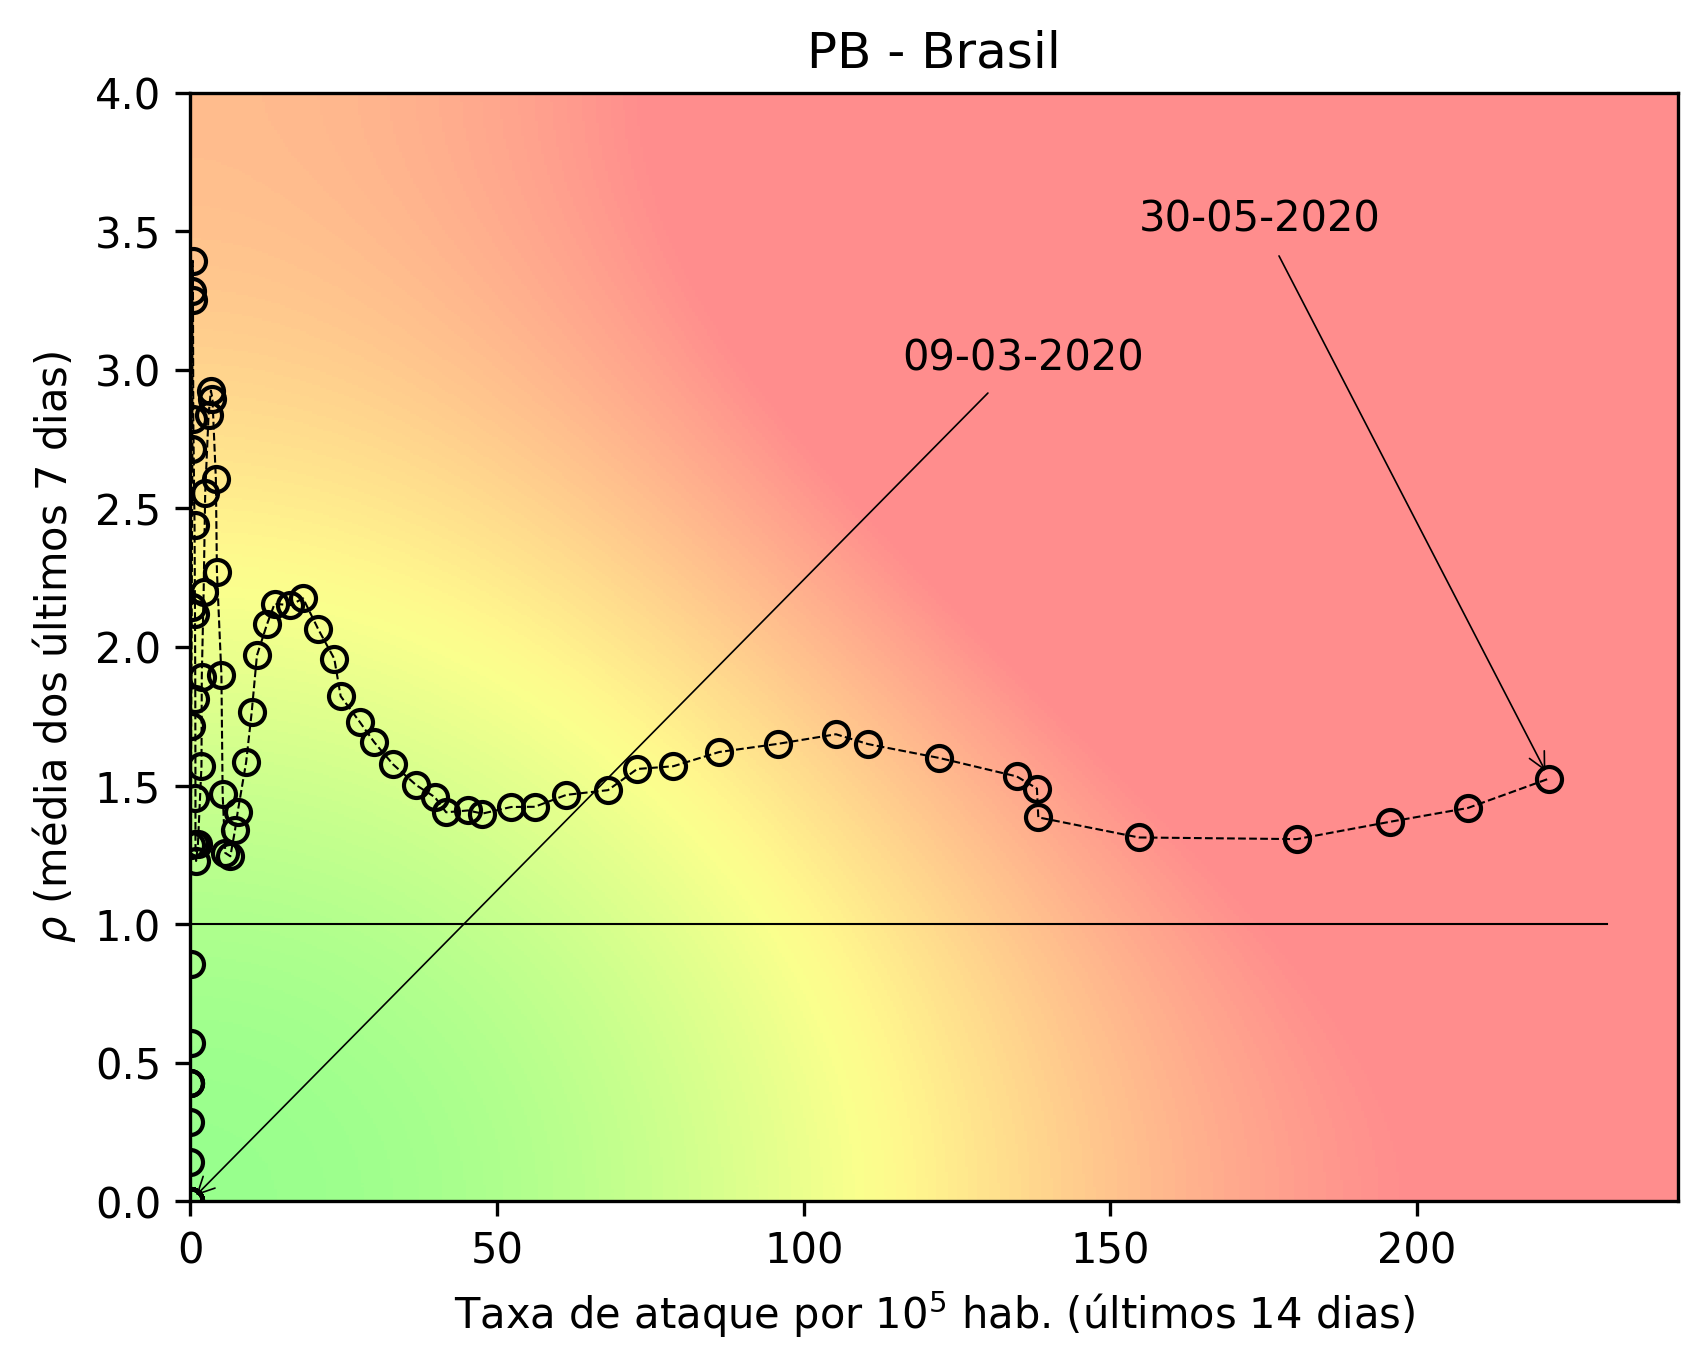 PB - Brasil
4.0
3.5
3.0
2.5
2.0
1.5
1.0
0.5
0.0
ρ (média dos últimos 7 dias)
30-05-2020
09-03-2020
0 50 100 150 200
Taxa de ataque por 10⁵ hab. (últimos 14 dias)